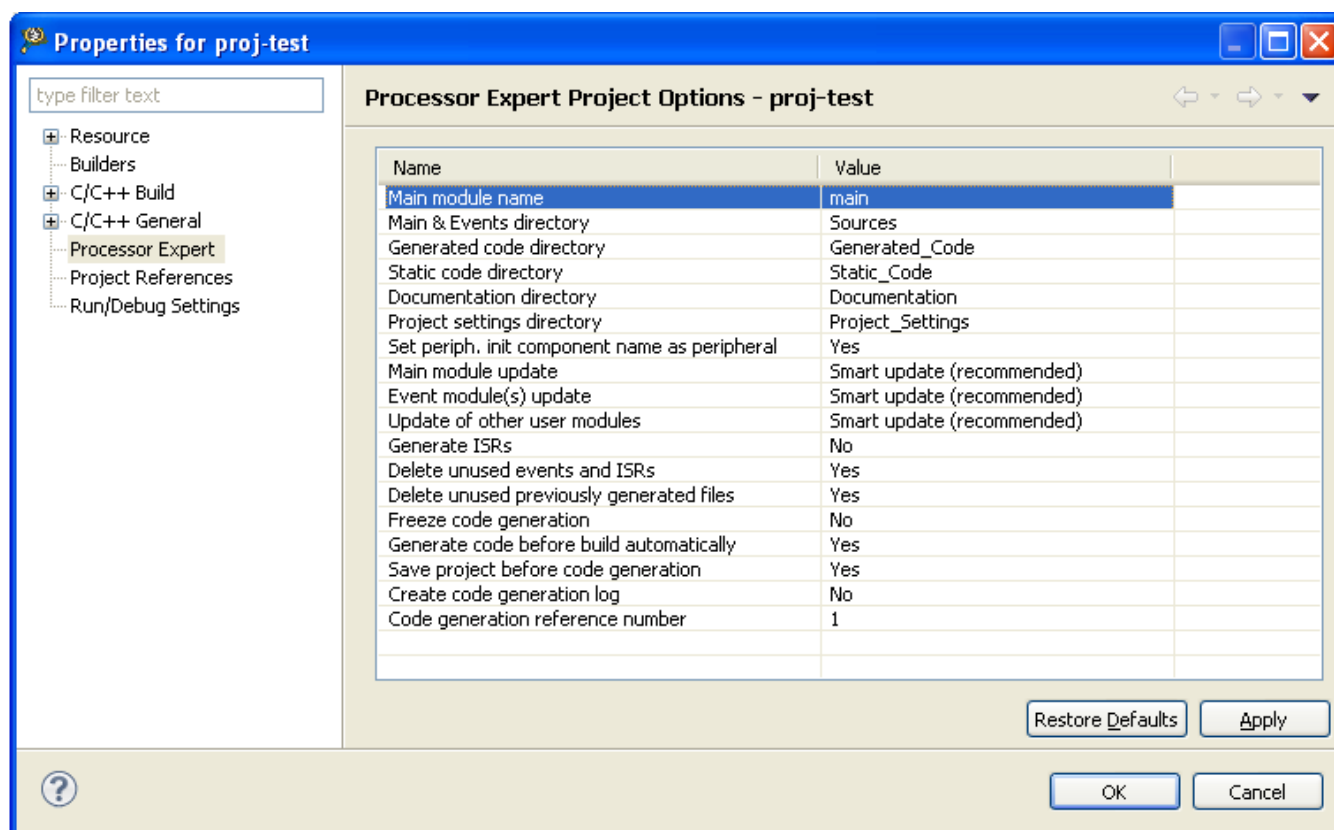 Properties for proj-test
type filter text
Resource
Builders
C/C++ Build
C/C++ General
Processor Expert
Project References
Run/Debug Settings
Processor Expert Project Options - proj-test
Name Value
Main module name main
Main & Events directory Sources
Generated code directory Generated_Code
Static code directory Static_Code
Documentation directory Documentation
Project settings directory Project_Settings
Set periph. init component name as peripheral Yes
Main module update Smart update (recommended)
Event module(s) update Smart update (recommended)
Update of other user modules Smart update (recommended)
Generate ISRs No
Delete unused events and ISRs Yes
Delete unused previously generated files Yes
Freeze code generation No
Generate code before build automatically Yes
Save project before code generation Yes
Create code generation log No
Code generation reference number 1
Restore Defaults Apply
? OK Cancel